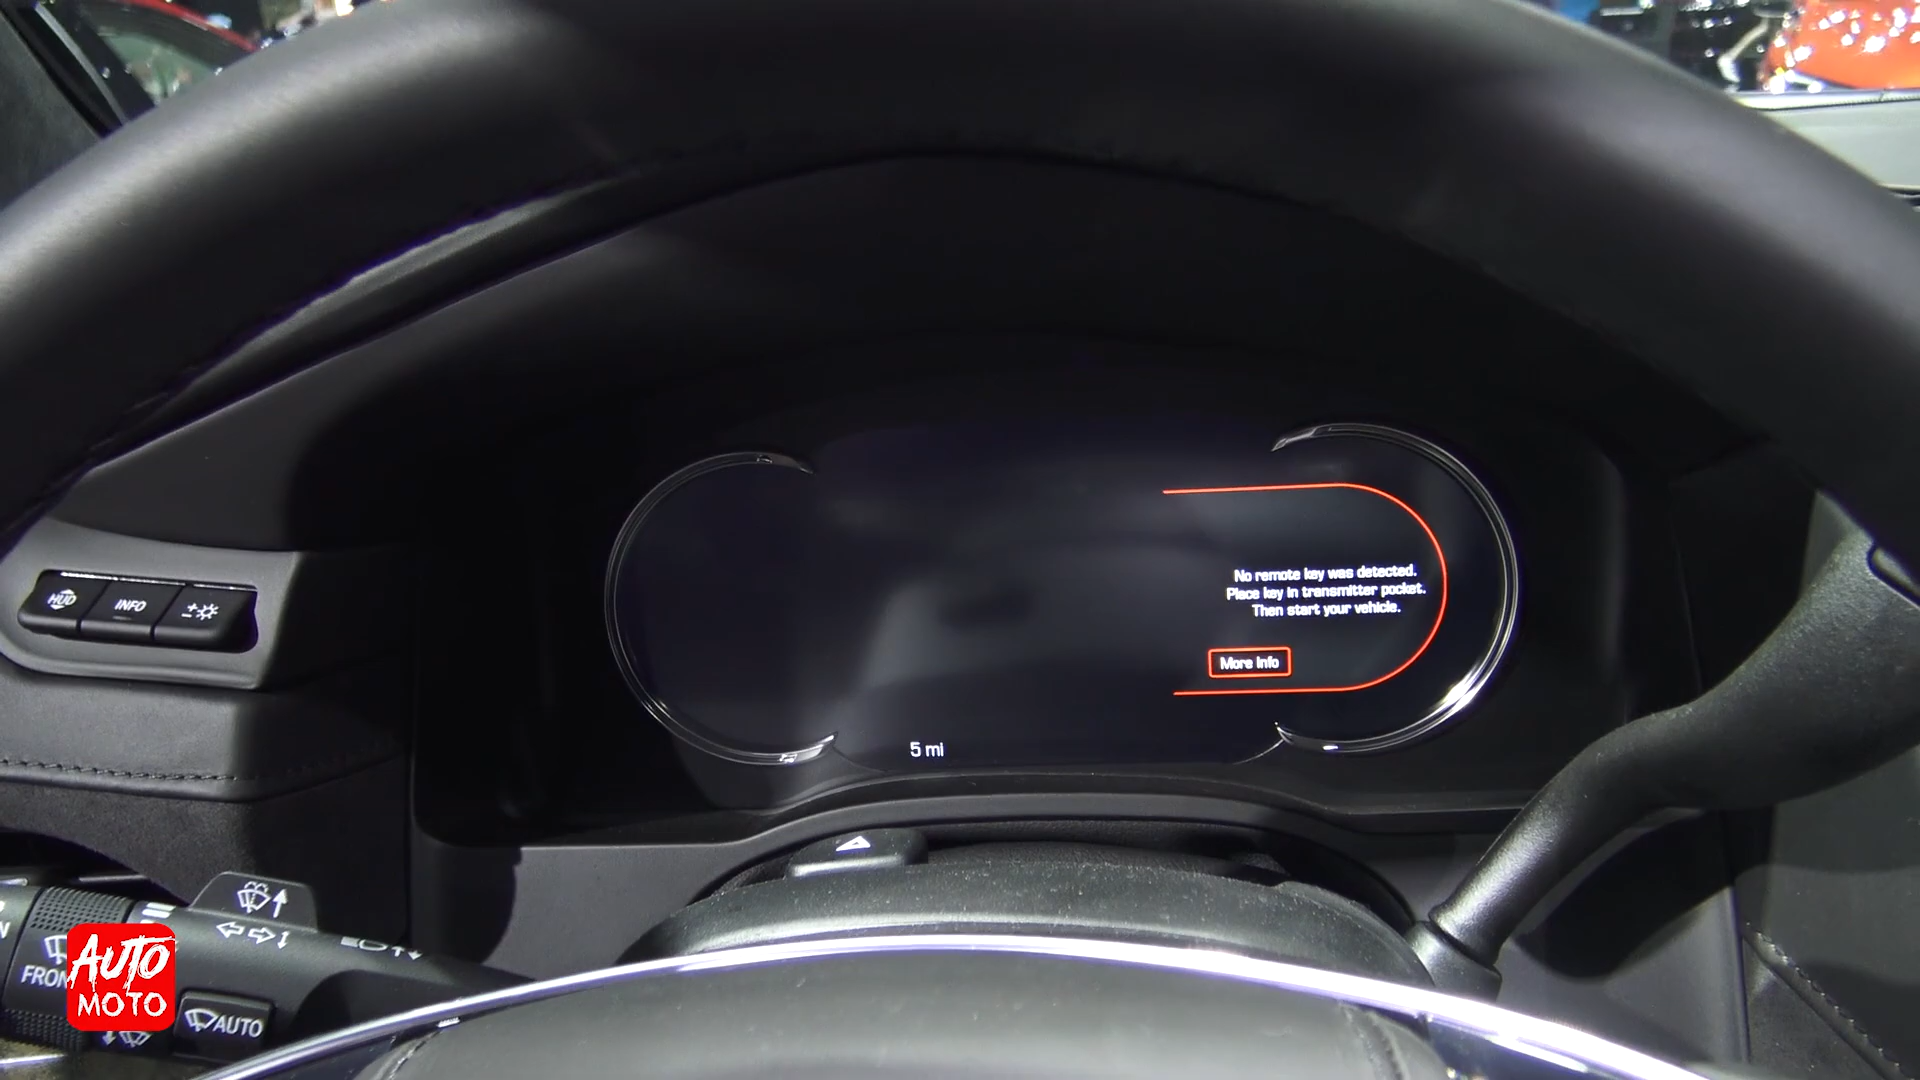 No remote key was detected.
Place key in transmitter pocket.
Then start your vehicle.
More Info
5 mi
HUD
INFO
FRON
AUTO
AUTO
MOTO